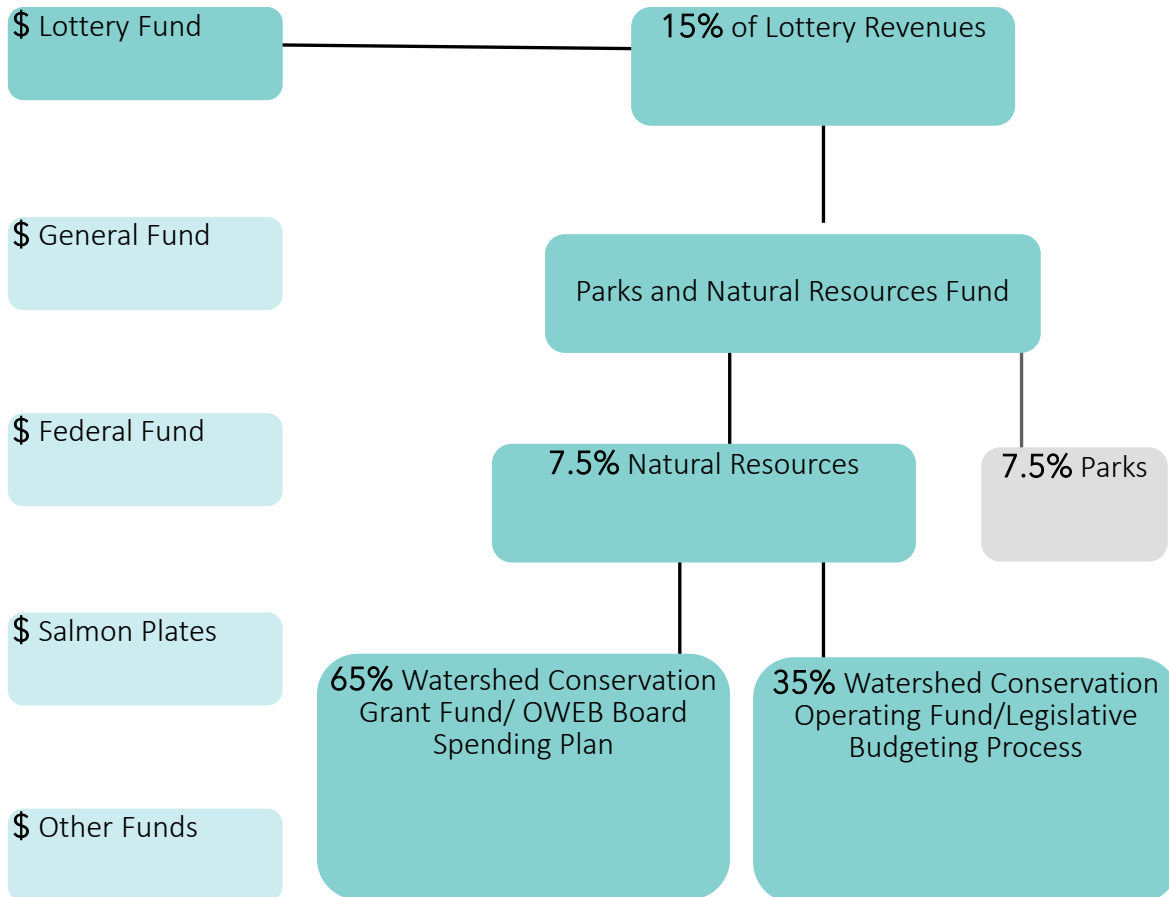 $ Lottery Fund
15% of Lottery Revenues
$ General Fund
Parks and Natural Resources Fund
$ Federal Fund
7.5% Natural Resources
7.5% Parks
$ Salmon Plates
65% Watershed Conservation
Grant Fund/ OWEB Board
Spending Plan
35% Watershed Conservation
Operating Fund/Legislative
Budgeting Process
$ Other Funds